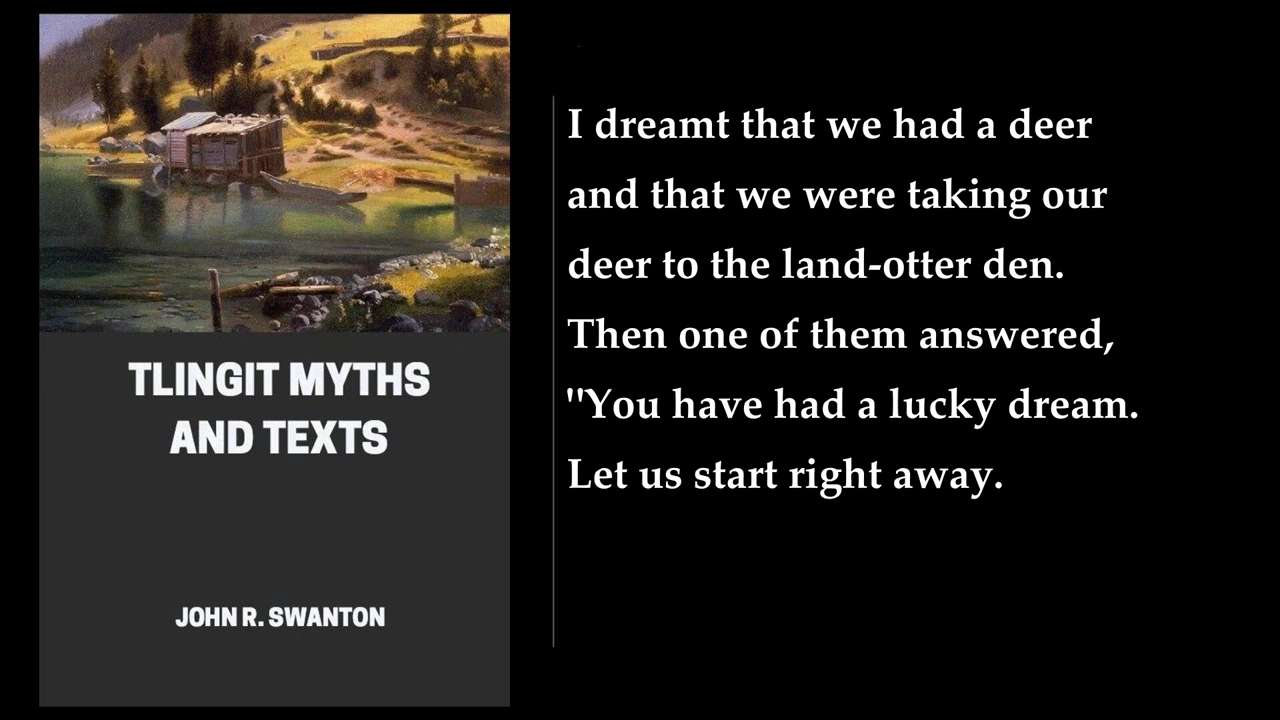 TLINGIT MYTHS
AND TEXTS
JOHN R. SWANTON
I dreamt that we had a deer
and that we were taking our
deer to the land-otter den.
Then one of them answered,
"You have had a lucky dream.
Let us start right away.